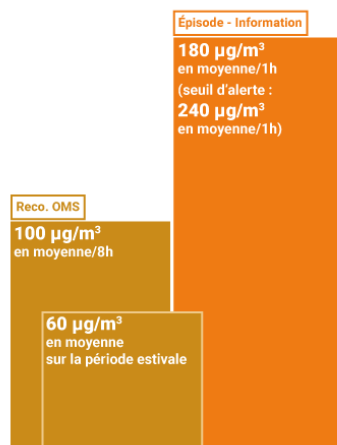 Épisode - Information
180 µg/m³
en moyenne/1h
(seuil d'alerte :
240 µg/m³
en moyenne/1h)
Reco. OMS
100 µg/m³
en moyenne/8h
60 µg/m³
en moyenne
sur la période estivale